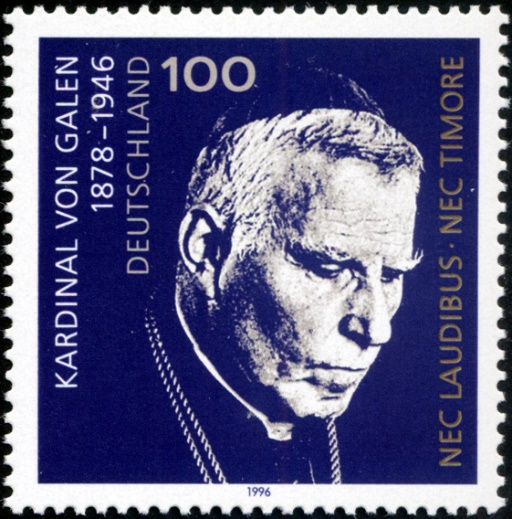 KARDINAL VON GALEN
1878–1946
DEUTSCHLAND
100
NEC LAUDIBUS · NEC TIMORE
1996